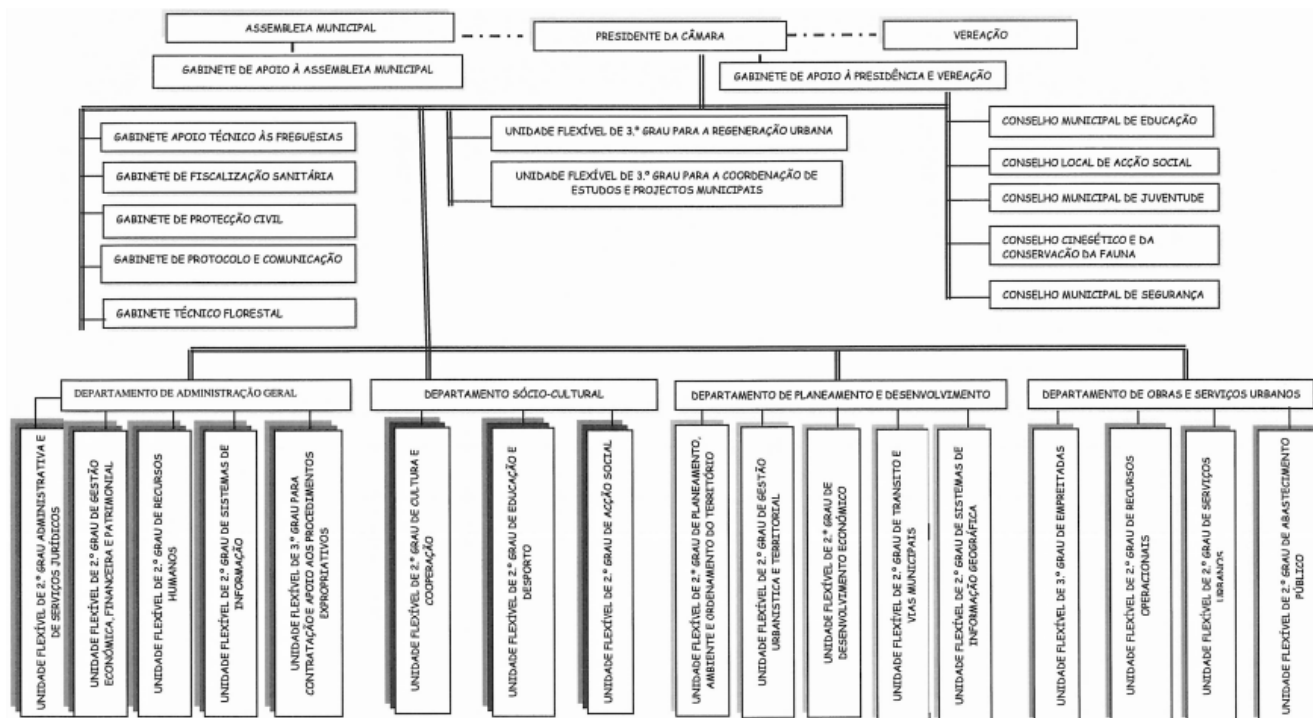 ASSEMBLEIA MUNICIPAL
PRESIDENTE DA CÂMARA
VEREAÇÃO
GABINETE DE APOIO À ASSEMBLEIA MUNICIPAL
GABINETE DE APOIO À PRESIDÊNCIA E VEREAÇÃO
GABINETE APOIO TÉCNICO ÀS FREGUESIAS
GABINETE DE FISCALIZAÇÃO SANITÁRIA
GABINETE DE PROTECÇÃO CIVIL
GABINETE DE PROTOCOLO E COMUNICAÇÃO
GABINETE TÉCNICO FLORESTAL
UNIDADE FLEXÍVEL DE 3.º GRAU PARA A REGENERAÇÃO URBANA
UNIDADE FLEXÍVEL DE 3.º GRAU PARA A COORDENAÇÃO DE
ESTUDOS E PROJECTOS MUNICIPAIS
CONSELHO MUNICIPAL DE EDUCAÇÃO
CONSELHO LOCAL DE ACÇÃO SOCIAL
CONSELHO MUNICIPAL DE JUVENTUDE
CONSELHO CINEGÉTICO E DA
CONSERVACÃO DA FAUNA
CONSELHO MUNICIPAL DE SEGURANÇA
DEPARTAMENTO DE ADMINISTRAÇÃO GERAL
DEPARTAMENTO SÓCIO-CULTURAL
DEPARTAMENTO DE PLANEAMENTO E DESENVOLVIMENTO
DEPARTAMENTO DE OBRAS E SERVIÇOS URBANOS
UNIDADE FLEXÍVEL DE 2.º GRAU ADMINISTRATIVA E
DE SERVIÇOS JURÍDICOS
UNIDADE FLEXÍVEL DE 2.º GRAU DE GESTÃO
ECONÓMICA, FINANCEIRA E PATRIMONIAL
UNIDADE FLEXÍVEL DE 2.º GRAU DE RECURSOS
HUMANOS
UNIDADE FLEXÍVEL DE 2.º GRAU DE SISTEMAS DE
INFORMAÇÃO
UNIDADE FLEXÍVEL DE 3.º GRAU PARA
CONTRATAÇÃO E APOIO AOS PROCEDIMENTOS
EXPROPRIATIVOS
UNIDADE FLEXÍVEL DE 2.º GRAU DE CULTURA E
COOPERAÇÃO
UNIDADE FLEXÍVEL DE 2.º GRAU DE EDUCAÇÃO E
DESPORTO
UNIDADE FLEXÍVEL DE 2.º GRAU DE ACÇÃO SOCIAL
UNIDADE FLEXÍVEL DE 2.º GRAU DE PLANEAMENTO,
AMBIENTE E ORDENAMENTO DO TERRITÓRIO
UNIDADE FLEXÍVEL DE 2.º GRAU DE GESTÃO
URBANISTICA E TERRITORIAL
UNIDADE FLEXÍVEL DE 2.º GRAU DE
DESENVOLVIMENTO ECONÓMICO
UNIDADE FLEXÍVEL DE 2.º GRAU DE TRANSITO E
VIAS MUNICIPAIS
UNIDADE FLEXÍVEL DE 2.º GRAU DE SISTEMAS DE
INFORMAÇÃO GEOGRÁFICA
UNIDADE FLEXÍVEL DE 3.º GRAU DE EMPREITADAS
UNIDADE FLEXÍVEL DE 2.º GRAU DE RECURSOS
OPERACIONAIS
UNIDADE FLEXÍVEL DE 2.º GRAU DE SERVIÇOS
URBANOS
UNIDADE FLEXÍVEL DE 2.º GRAU DE ABASTECIMENTO
PÚBLICO